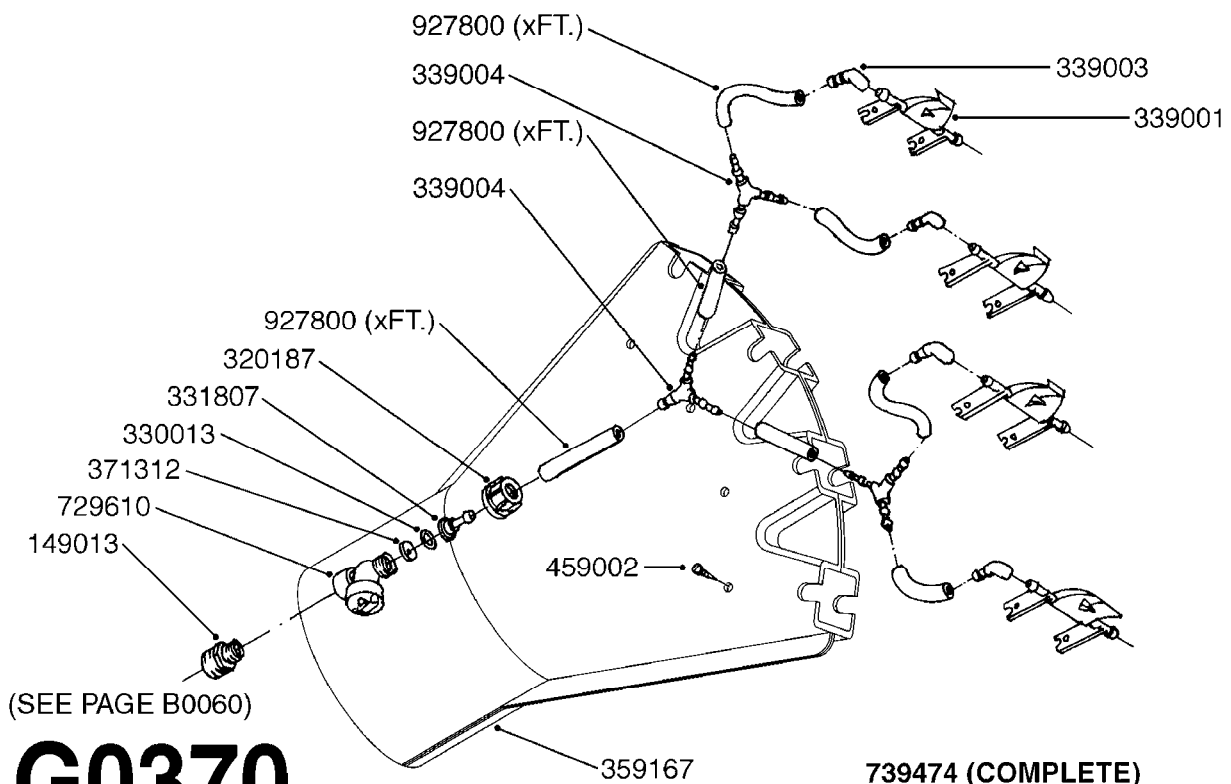 927800 (xFT.)
339004
927800 (xFT.)
339004
339003
339001
927800 (xFT.)
320187
331807
330013
371312
729610
149013
459002
(SEE PAGE B0060)
G0370
359167
739474 (COMPLETE)